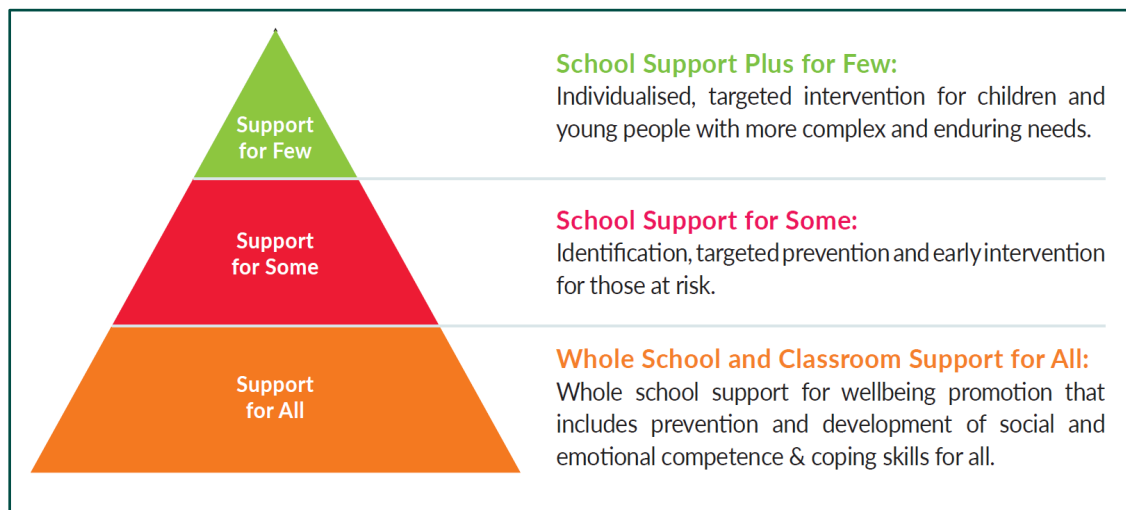 Support
for Few
School Support Plus for Few:
Individualised, targeted intervention for children and
young people with more complex and enduring needs.
Support
for Some
School Support for Some:
Identification, targeted prevention and early intervention
for those at risk.
Support
for All
Whole School and Classroom Support for All:
Whole school support for wellbeing promotion that
includes prevention and development of social and
emotional competence & coping skills for all.